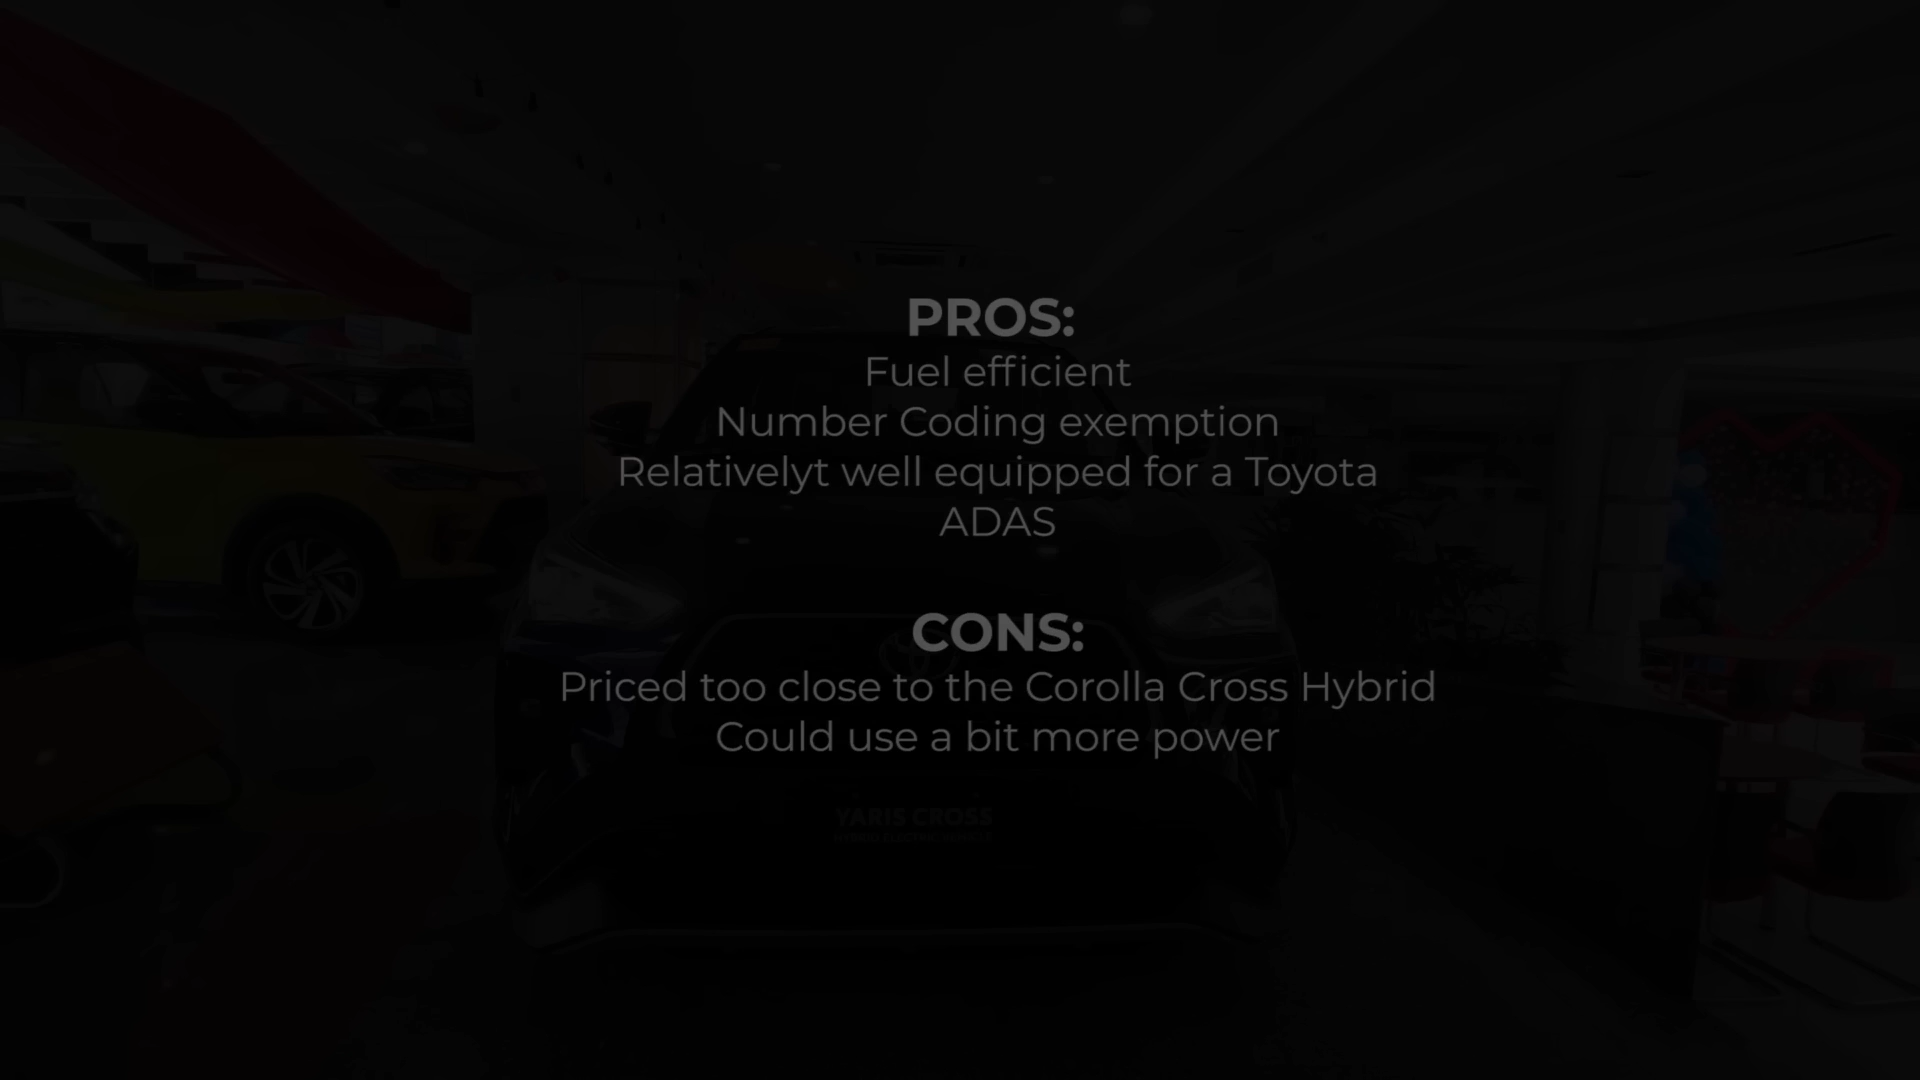 PROS:
Fuel efficient
Number Coding exemption
Relativelyt well equipped for a Toyota
ADAS
CONS:
Priced too close to the Corolla Cross Hybrid
Could use a bit more power
YARIS CROSS